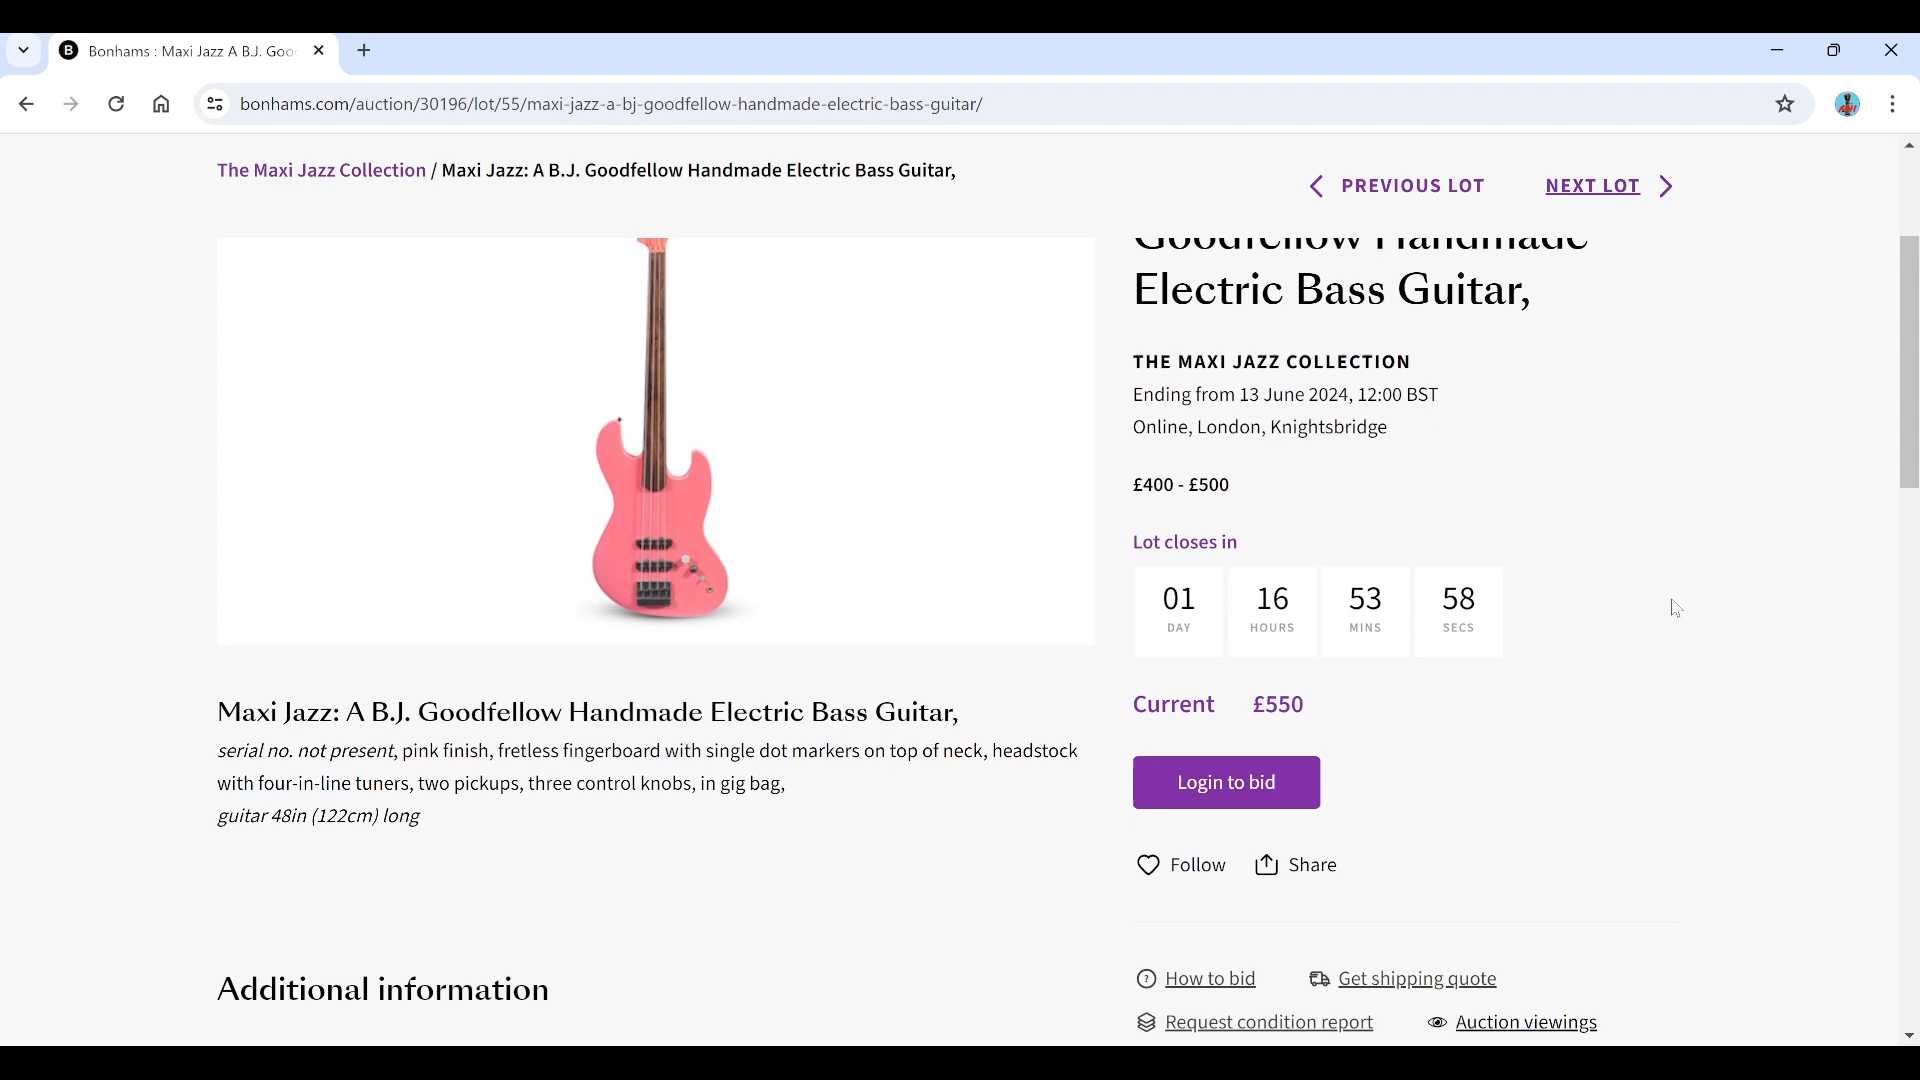 Bonhams : Maxi Jazz A B.J. Goo
bonhams.com/auction/30196/lot/55/maxi-jazz-a-bj-goodfellow-handmade-electric-bass-guitar/
The Maxi Jazz Collection / Maxi Jazz: A B.J. Goodfellow Handmade Electric Bass Guitar,
PREVIOUS LOT
NEXT LOT
Goodfellow Handmade
Electric Bass Guitar,
THE MAXI JAZZ COLLECTION
Ending from 13 June 2024, 12:00 BST
Online, London, Knightsbridge
£400 - £500
Lot closes in
01 16 53 58
DAY HOURS MINS SECS
Current £550
Login to bid
Follow Share
Maxi Jazz: A B.J. Goodfellow Handmade Electric Bass Guitar,
serial no. not present, pink finish, fretless fingerboard with single dot markers on top of neck, headstock
with four-in-line tuners, two pickups, three control knobs, in gig bag,
guitar 48in (122cm) long
Additional information
How to bid Get shipping quote
Request condition report Auction viewings